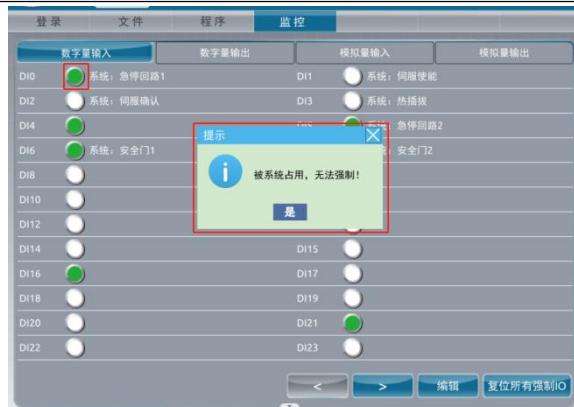 登录 文件 程序 监控
数字量输入 数字量输出 模拟量输入 模拟量输出
DI0 系统：急停回路1 DI1 系统：伺服使能
DI2 系统：伺服确认 DI3 系统：热插拔
DI4 急停回路2
DI6 系统：安全门1 安全门2
提示
被系统占用，无法强制！
是
DI8
DI10
DI12
DI14 DI15
DI16 DI17
DI18 DI19
DI20 DI21
DI22 DI23
< > 编辑 复位所有强制IO